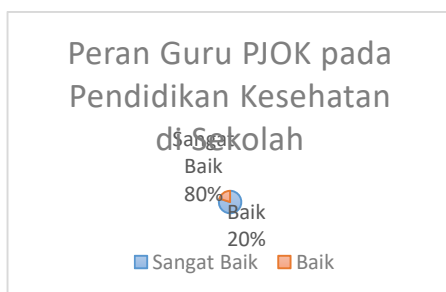 Peran Guru PJOK pada
Pendidikan Kesehatan
di Sekolah
Sangat
Baik
80%
Baik
20%
Sangat Baik Baik